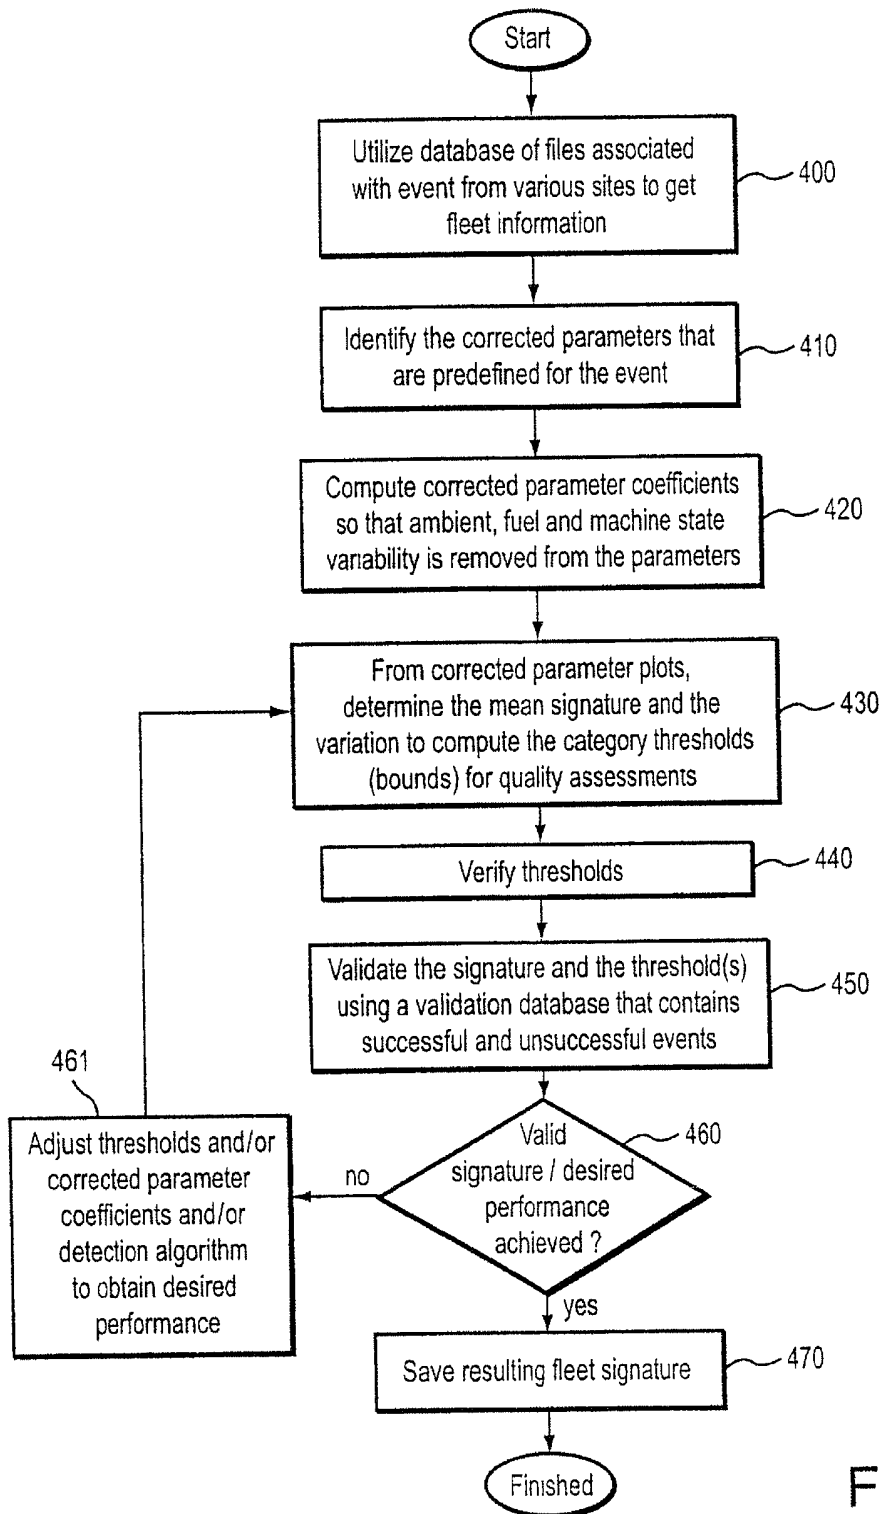 Start
Utilize database of files associated
with event from various sites to get
fleet information
400
Identify the corrected parameters that
are predefined for the event
410
Compute corrected parameter coefficients
so that ambient, fuel and machine state
variability is removed from the parameters
420
From corrected parameter plots,
determine the mean signature and the
variation to compute the category thresholds
(bounds) for quality assessments
430
Verify thresholds
440
Validate the signature and the threshold(s)
using a validation database that contains
successful and unsuccessful events
450
Valid
signature / desired
performance
achieved ?
460
no
461
Adjust thresholds and/or
corrected parameter
coefficients and/or
detection algorithm
to obtain desired
performance
yes
Save resulting fleet signature
470
Finished
F